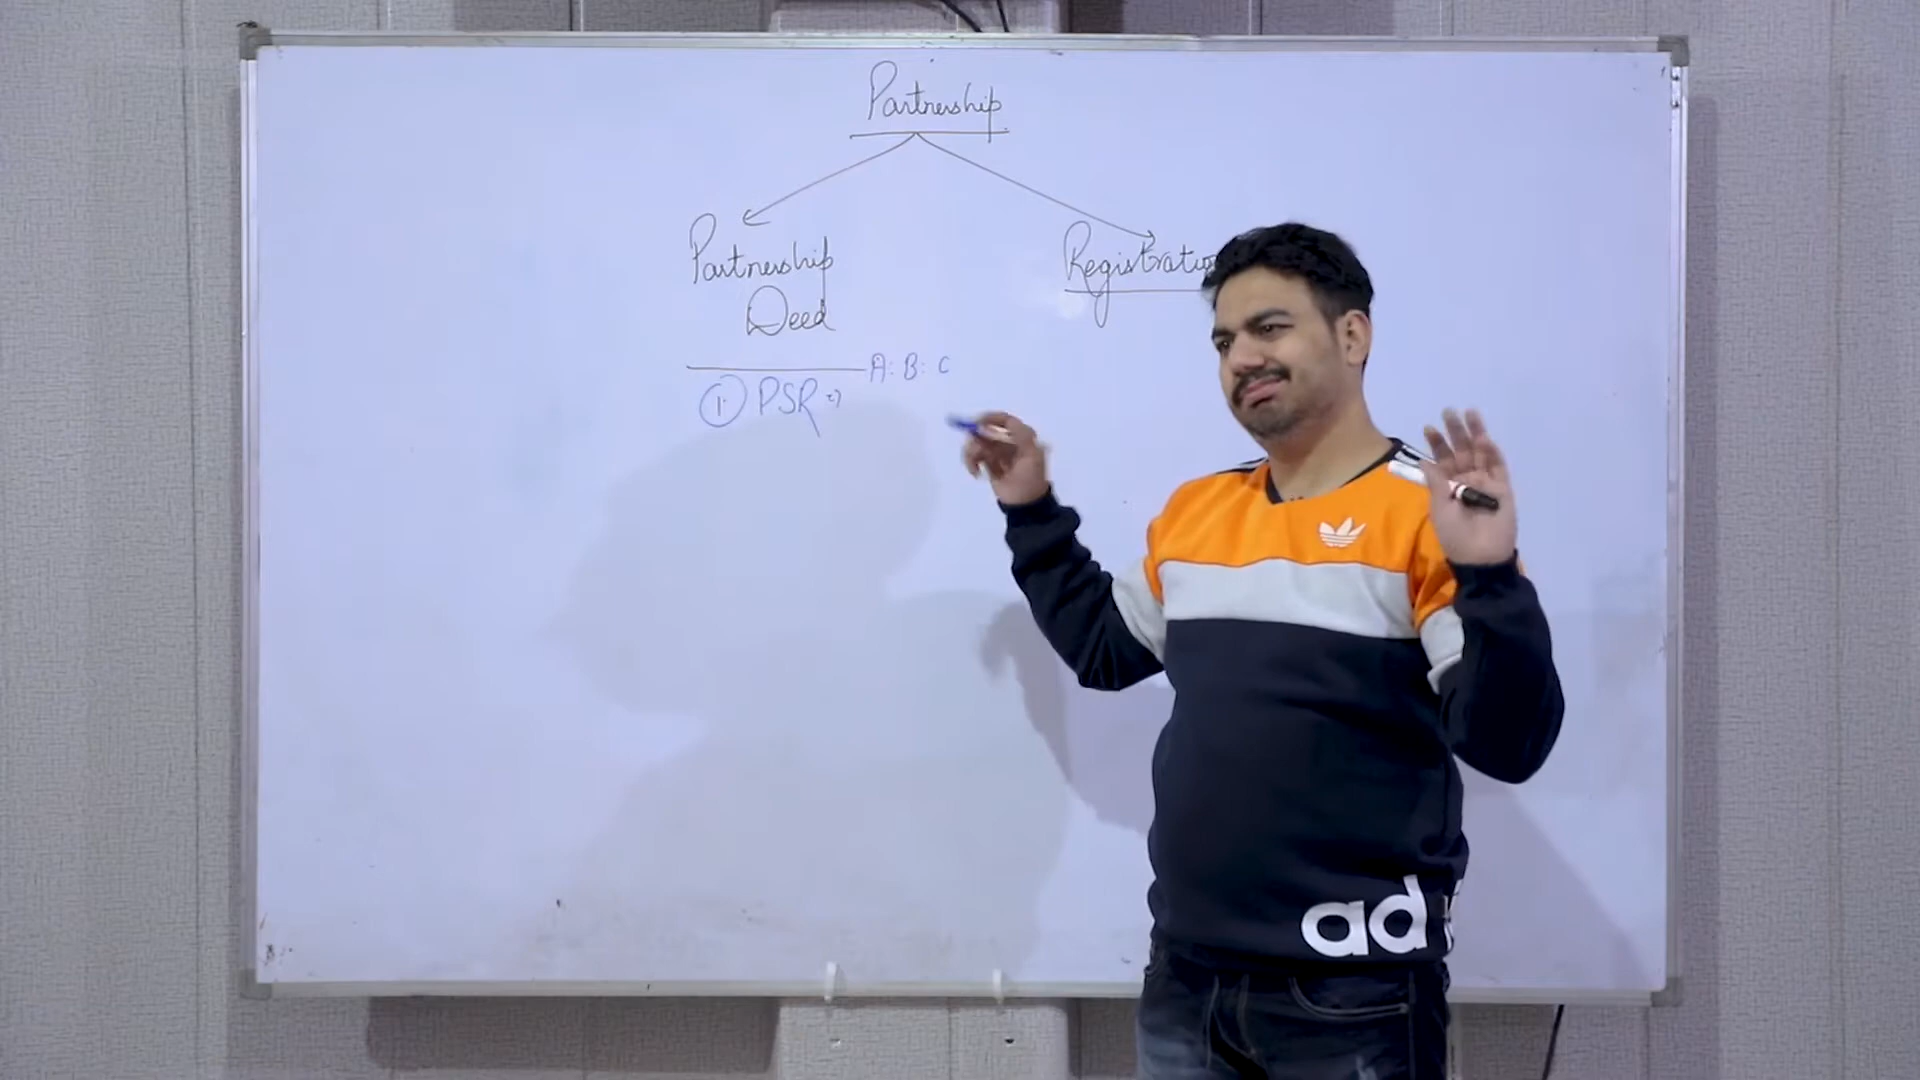 Partnership
Partnership
Deed
Registration
A: B: C
① PSR =)
ad